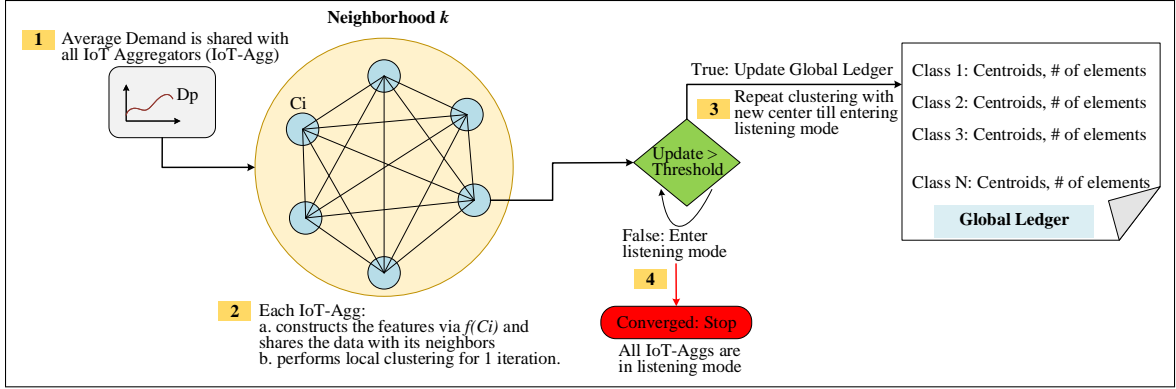 Neighborhood k
1
Average Demand is shared with
all IoT Aggregators (IoT-Agg)
Dp
Ci
2
Each IoT-Agg:
a. constructs the features via f(Ci) and
shares the data with its neighbors
b. performs local clustering for 1 iteration.
True: Update Global Ledger
3
Repeat clustering with
new center till entering
listening mode
Update >
Threshold
False: Enter
listening mode
4
Converged: Stop
All IoT-Aggs are
in listening mode
Class 1: Centroids, # of elements
Class 2: Centroids, # of elements
Class 3: Centroids, # of elements
Class N: Centroids, # of elements
Global Ledger